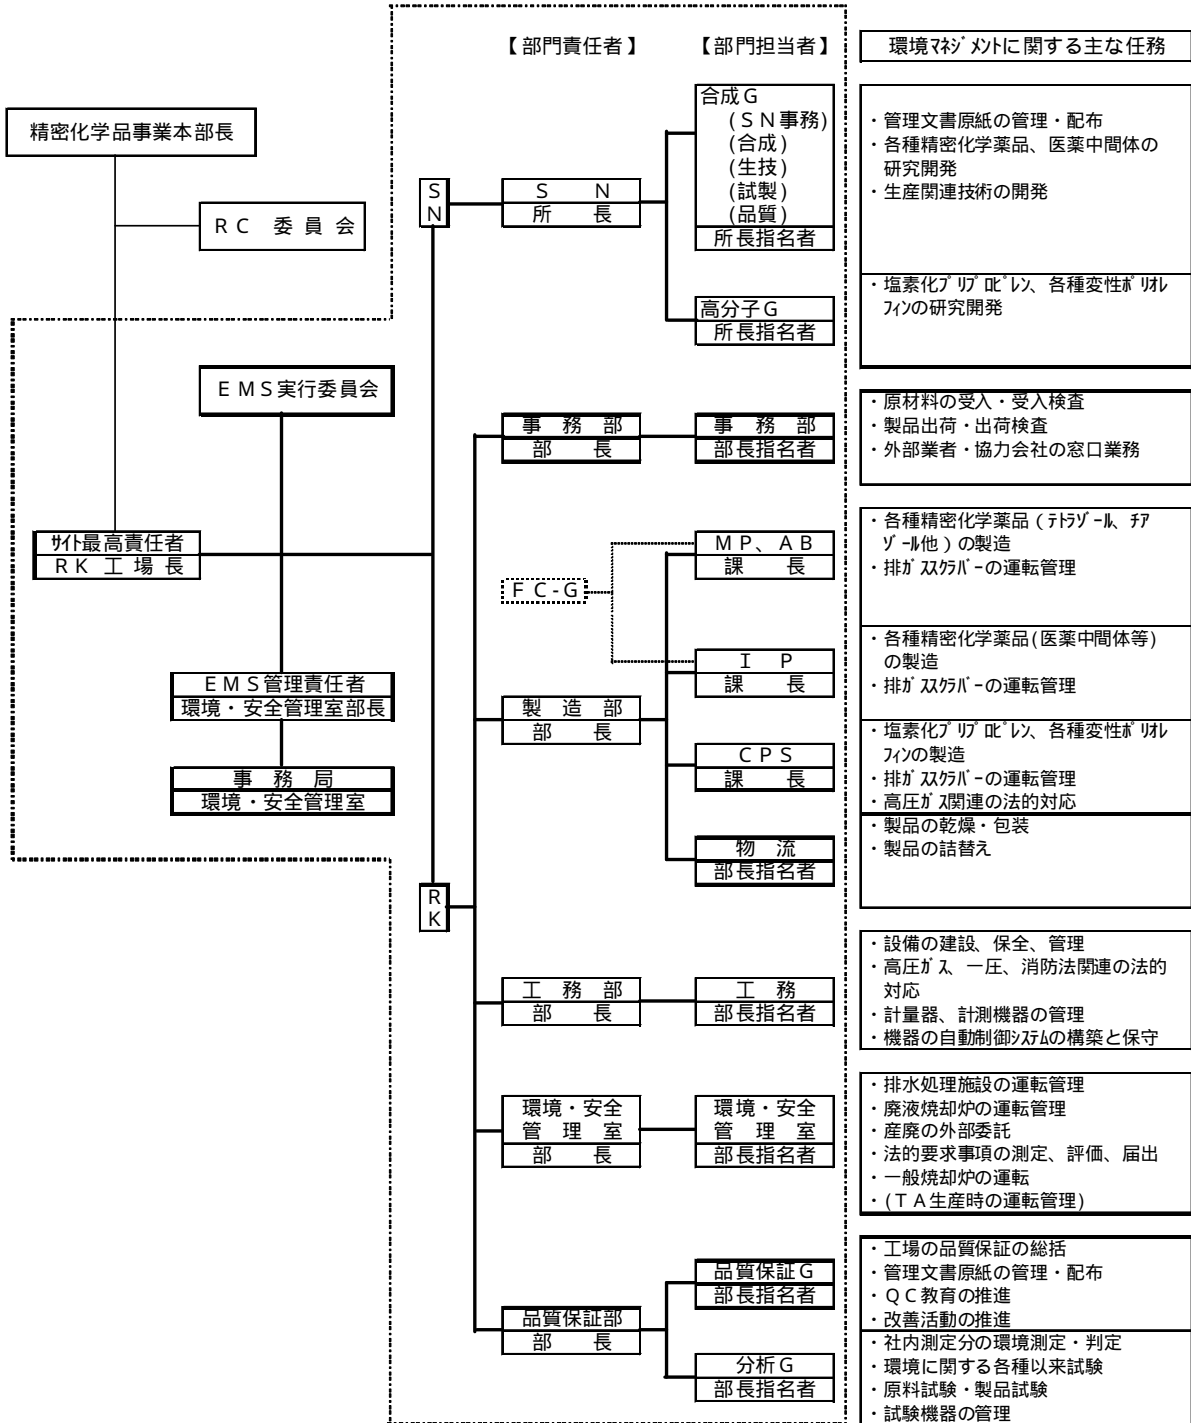 【部門責任者】 【部門担当者】 環境ﾏﾈｼﾞﾒﾝﾄに関する主な任務
精密化学品事業本部長
RC 委員会
EMS実行委員会
ｻｲﾄ最高責任者
RK工場長
EMS管理責任者
環境・安全管理室部長
事務局
環境・安全管理室
SN
SN
所長
合成G
(SN事務)
(合成)
(生技)
(試製)
(品質)
所長指名者
・管理文書原紙の管理・配布
・各種精密化学薬品、医薬中間体の
研究開発
・生産関連技術の開発
高分子G
所長指名者
・塩素化ﾌﾟﾘﾌﾟﾛﾋﾟﾚﾝ、各種変性ﾎﾟﾘｵﾚ
ﾌｨﾝの研究開発
RK
事務部
部長
事務部
部長指名者
・原材料の受入・受入検査
・製品出荷・出荷検査
・外部業者・協力会社の窓口業務
製造部
部長
FC-G
MP、AB
課長
・各種精密化学薬品(ﾃﾄﾗｿﾞｰﾙ、ﾁｱ
ｿﾞｰﾙ他)の製造
・排ｶﾞｽｽｸﾗﾊﾞｰの運転管理
IP
課長
・各種精密化学薬品(医薬中間体等)
の製造
・排ｶﾞｽｽｸﾗﾊﾞｰの運転管理
CPS
課長
・塩素化ﾌﾟﾘﾌﾟﾛﾋﾟﾚﾝ、各種変性ﾎﾟﾘｵﾚ
ﾌｨﾝの製造
・排ｶﾞｽｽｸﾗﾊﾞｰの運転管理
・高圧ｶﾞｽ関連の法的対応
物流
部長指名者
・製品の乾燥・包装
・製品の詰替え
工務部
部長
工務
部長指名者
・設備の建設、保全、管理
・高圧ｶﾞｽ、一圧、消防法関連の法的
対応
・計量器、計測機器の管理
・機器の自動制御ｼｽﾃﾑの構築と保守
環境・安全
管理室
部長
環境・安全
管理室
部長指名者
・排水処理施設の運転管理
・廃液焼却炉の運転管理
・産廃の外部委託
・法的要求事項の測定、評価、届出
・一般焼却炉の運転
・(TA生産時の運転管理)
品質保証部
部長
品質保証G
部長指名者
・工場の品質保証の総括
・管理文書原紙の管理・配布
・QC教育の推進
・改善活動の推進
分析G
部長指名者
・社内測定分の環境測定・判定
・環境に関する各種以来試験
・原料試験・製品試験
・試験機器の管理